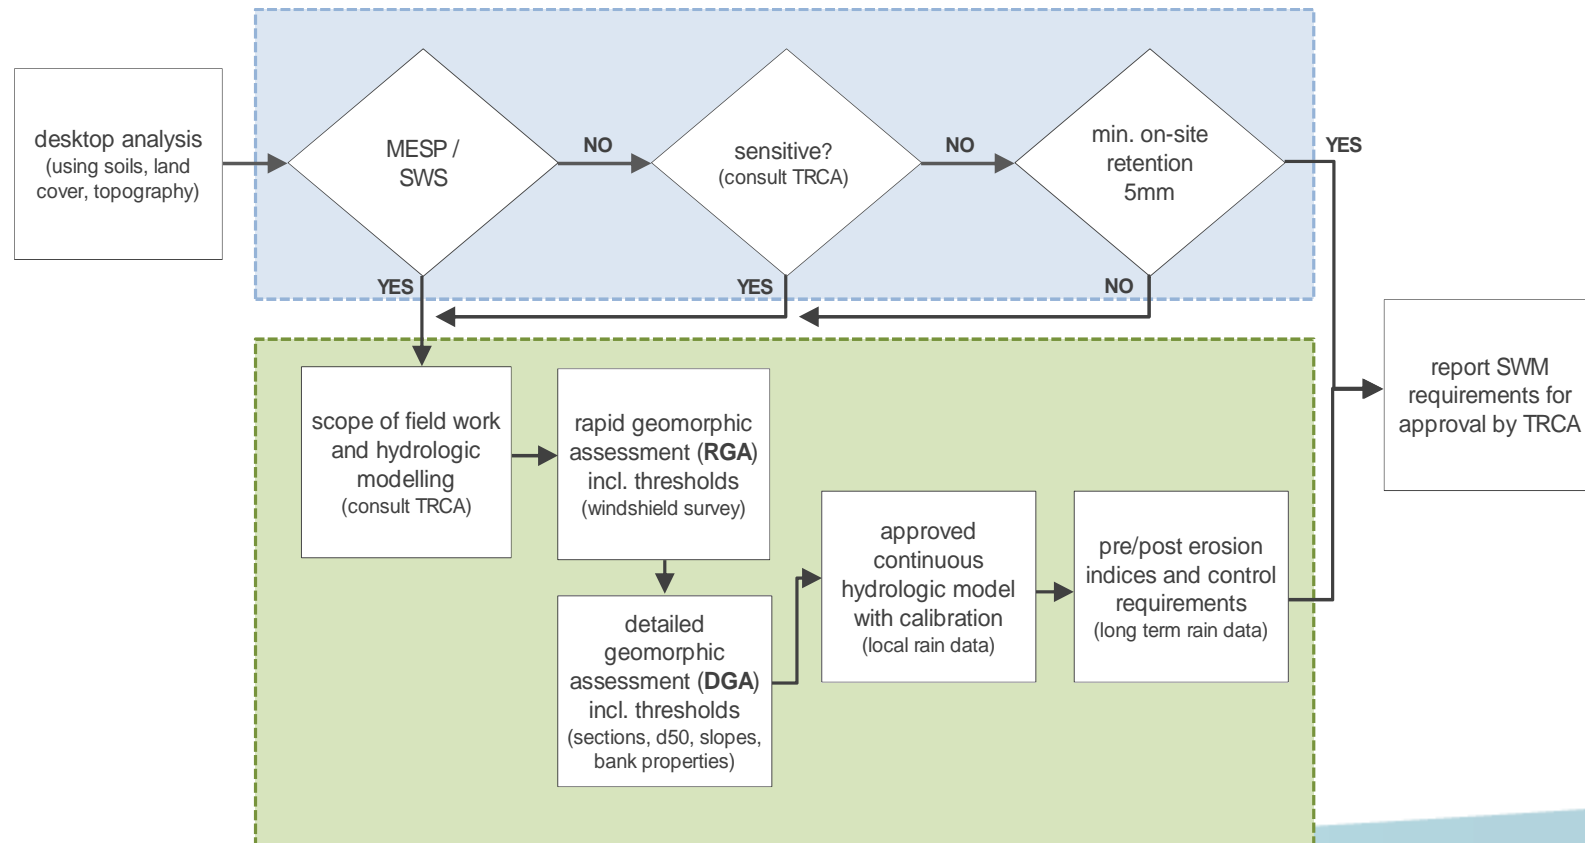 desktop analysis
(using soils, land
cover, topography)
MESP /
SWS
NO
sensitive?
(consult TRCA)
NO
min. on-site
retention
5mm
YES
YES
YES
NO
scope of field work
and hydrologic
modelling
(consult TRCA)
rapid geomorphic
assessment (RGA)
incl. thresholds
(windshield survey)
detailed
geomorphic
assessment (DGA)
incl. thresholds
(sections, d50, slopes,
bank properties)
approved
continuous
hydrologic model
with calibration
(local rain data)
pre/post erosion
indices and control
requirements
(long term rain data)
report SWM
requirements for
approval by TRCA